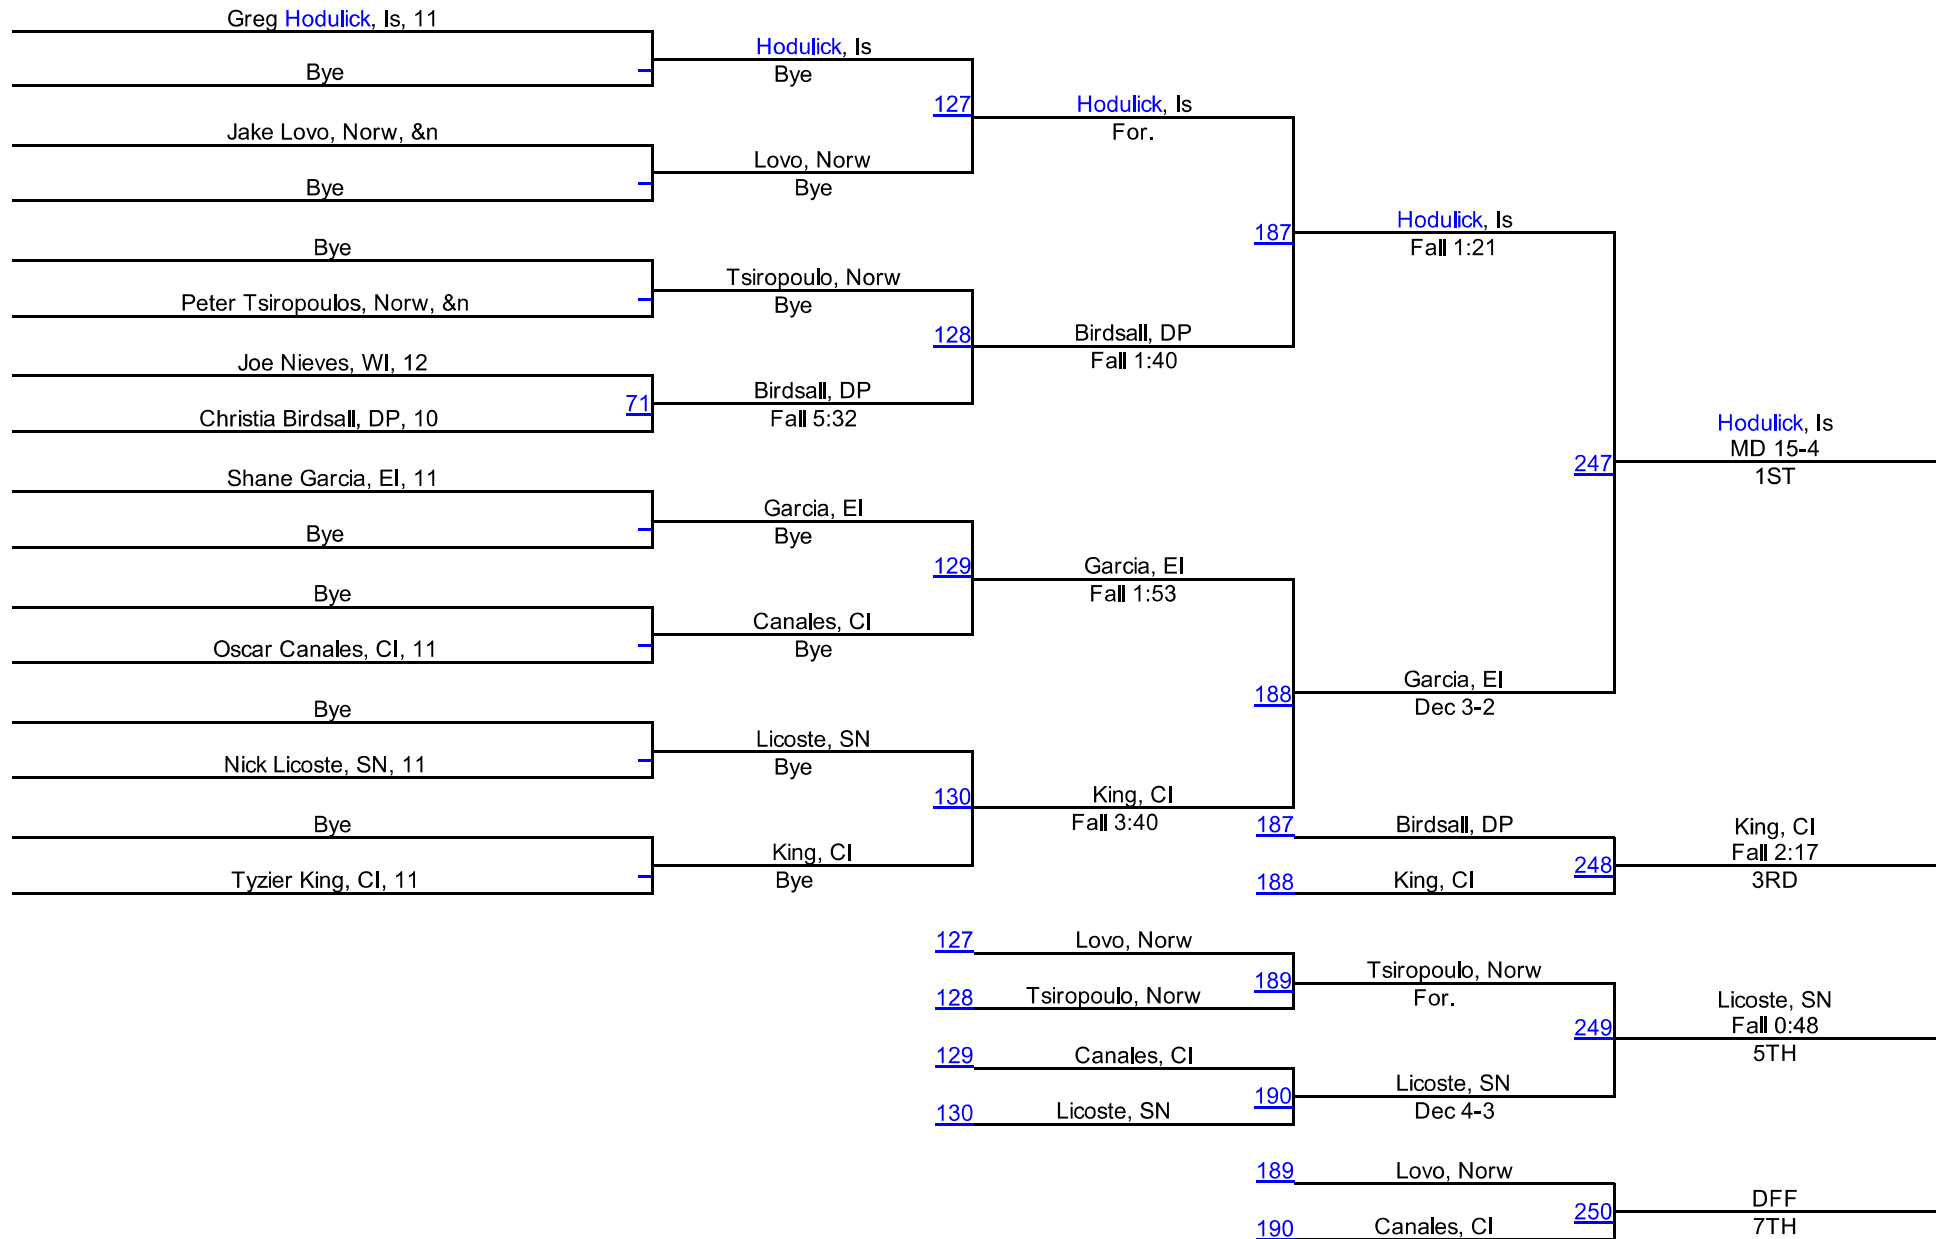 Greg Hodulick, Is, 11
Bye
Jake Lovo, Norw, &n
Bye
Bye
Peter Tsiropoulos, Norw, &n
Joe Nieves, WI, 12
Christia Birdsall, DP, 10
71
Shane Garcia, EI, 11
Bye
Bye
Oscar Canales, CI, 11
Bye
Nick Licoste, SN, 11
Bye
Tyzier King, CI, 11
Hodulick, Is
Bye
127
Lovo, Norw
Bye
Tsiropoulo, Norw
Bye
128
Birdsall, DP
Fall 5:32
Garcia, EI
Bye
129
Canales, CI
Bye
Licoste, SN
Bye
130
King, CI
Bye
Hodulick, Is
For.
187
Birdsall, DP
Fall 1:40
Garcia, EI
Fall 1:53
188
King, CI
Fall 3:40
Hodulick, Is
Fall 1:21
247
Garcia, EI
Dec 3-2
Hodulick, Is
MD 15-4
1ST
187
Birdsall, DP
188
King, CI
248
King, CI
Fall 2:17
3RD
127
Lovo, Norw
128
Tsiropoulo, Norw
189
129
Canales, CI
130
Licoste, SN
190
Tsiropoulo, Norw
For.
249
Licoste, SN
Dec 4-3
Licoste, SN
Fall 0:48
5TH
189
Lovo, Norw
190
Canales, CI
250
DFF
7TH